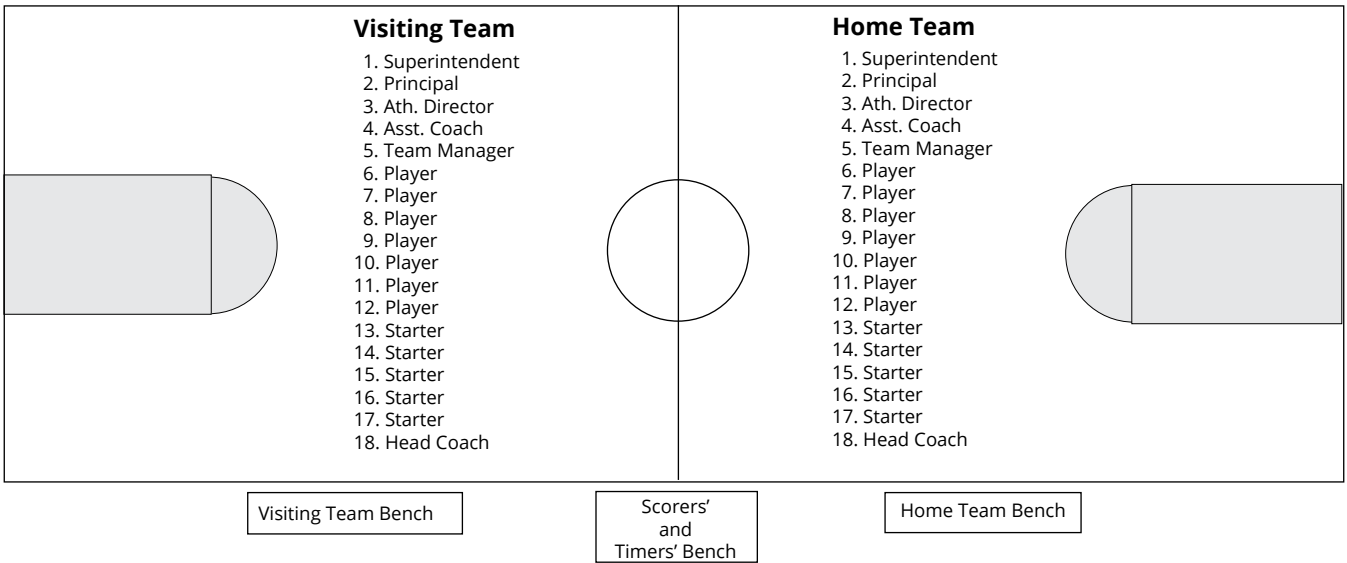 Visiting Team
1. Superintendent
2. Principal
3. Ath. Director
4. Asst. Coach
5. Team Manager
6. Player
7. Player
8. Player
9. Player
10. Player
11. Player
12. Player
13. Starter
14. Starter
15. Starter
16. Starter
17. Starter
18. Head Coach
Home Team
1. Superintendent
2. Principal
3. Ath. Director
4. Asst. Coach
5. Team Manager
6. Player
7. Player
8. Player
9. Player
10. Player
11. Player
12. Player
13. Starter
14. Starter
15. Starter
16. Starter
17. Starter
18. Head Coach
Visiting Team Bench
Scorers’
and
Timers’ Bench
Home Team Bench